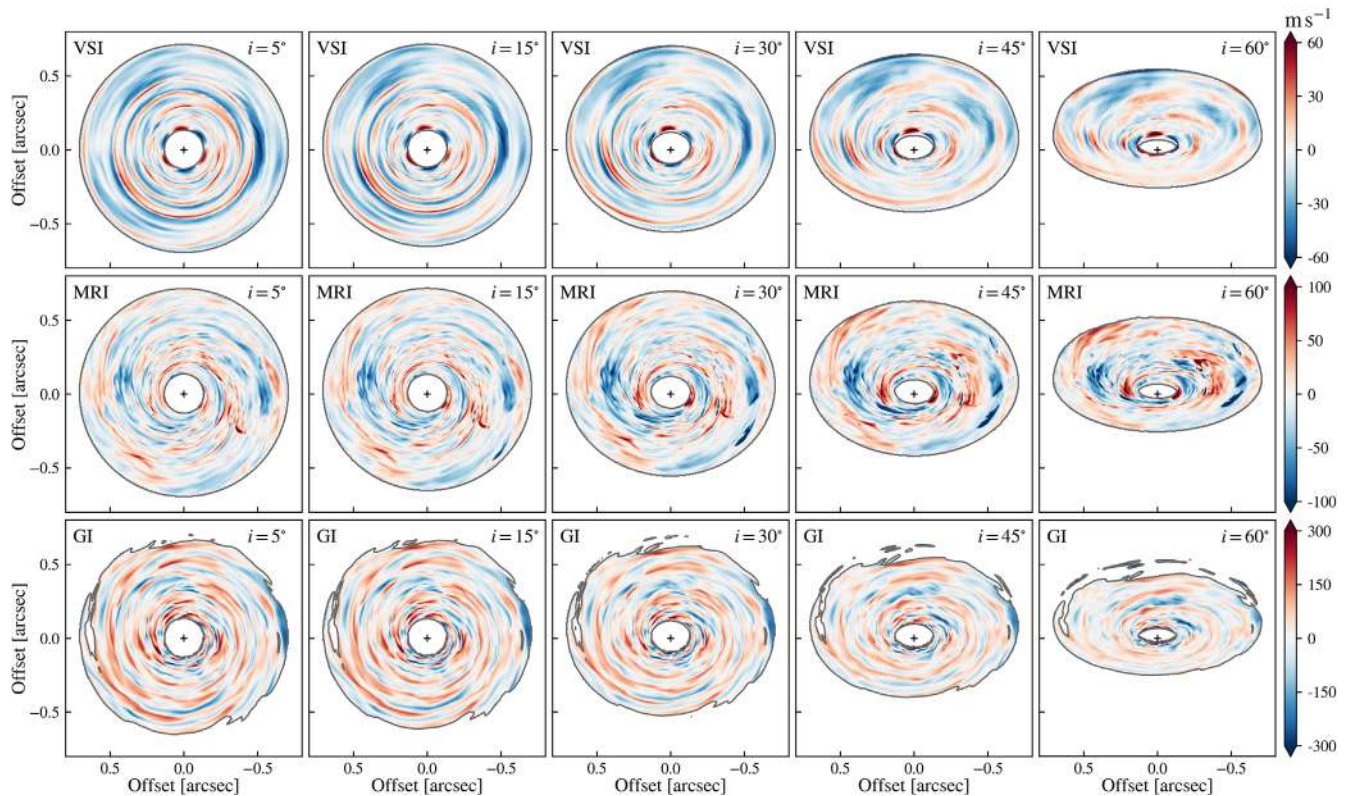 m s⁻¹
VSI i = 5° VSI i = 15° VSI i = 30° VSI i = 45° VSI i = 60° 60
0.5 30
Offset [arcsec] 0.0 0
−0.5 -30
-60
MRI i = 5° MRI i = 15° MRI i = 30° MRI i = 45° MRI i = 60° 100
0.5 50
Offset [arcsec] 0.0 0
−0.5 -50
-100
GI i = 5° GI i = 15° GI i = 30° GI i = 45° GI i = 60° 300
0.5 150
Offset [arcsec] 0.0 0
−0.5 -150
-300
0.5 0.0 −0.5 0.5 0.0 −0.5 0.5 0.0 −0.5 0.5 0.0 −0.5 0.5 0.0 −0.5
Offset [arcsec] Offset [arcsec] Offset [arcsec] Offset [arcsec] Offset [arcsec]